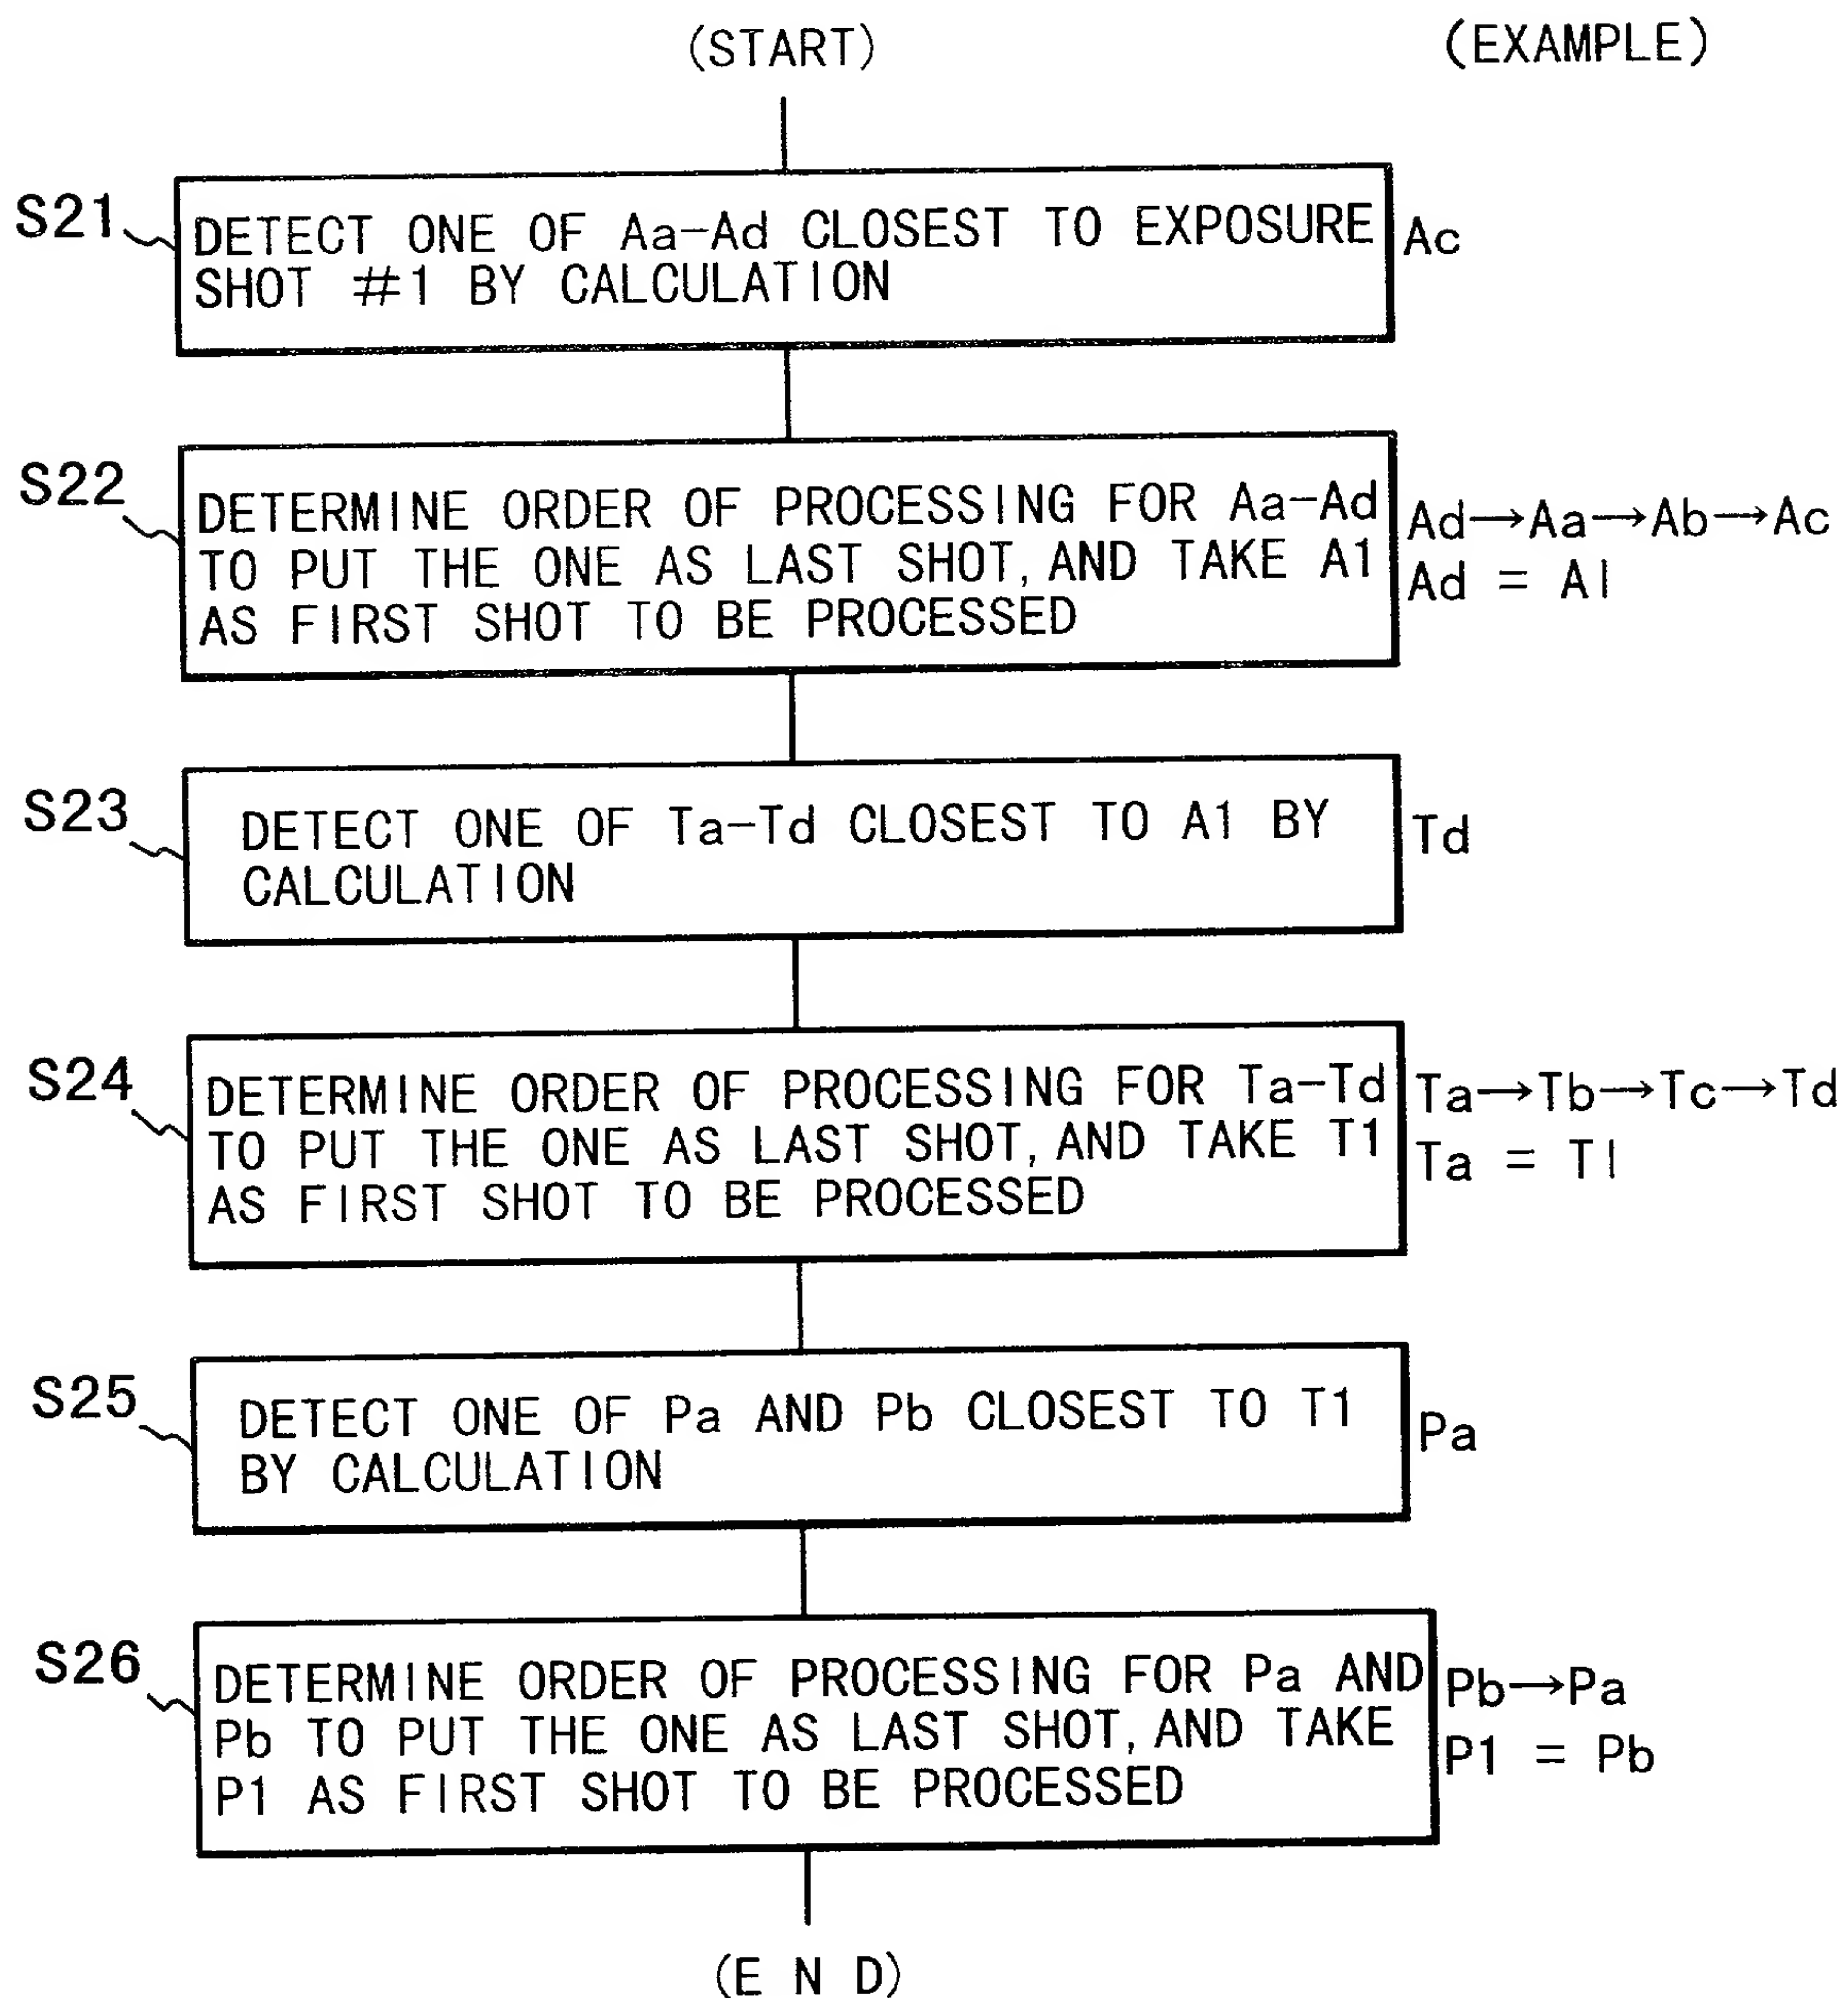 (START)
(EXAMPLE)
S21
DETECT ONE OF Aa-Ad CLOSEST TO EXPOSURE
SHOT #1 BY CALCULATION
Ac
S22
DETERMINE ORDER OF PROCESSING FOR Aa-Ad
TO PUT THE ONE AS LAST SHOT, AND TAKE A1
AS FIRST SHOT TO BE PROCESSED
Ad→Aa→Ab→Ac
Ad = A1
S23
DETECT ONE OF Ta-Td CLOSEST TO A1 BY
CALCULATION
Td
S24
DETERMINE ORDER OF PROCESSING FOR Ta-Td
TO PUT THE ONE AS LAST SHOT, AND TAKE T1
AS FIRST SHOT TO BE PROCESSED
Ta→Tb→Tc→Td
Ta = T1
S25
DETECT ONE OF Pa AND Pb CLOSEST TO T1
BY CALCULATION
Pa
S26
DETERMINE ORDER OF PROCESSING FOR Pa AND
Pb TO PUT THE ONE AS LAST SHOT, AND TAKE
P1 AS FIRST SHOT TO BE PROCESSED
Pb→Pa
P1 = Pb
(E N D)